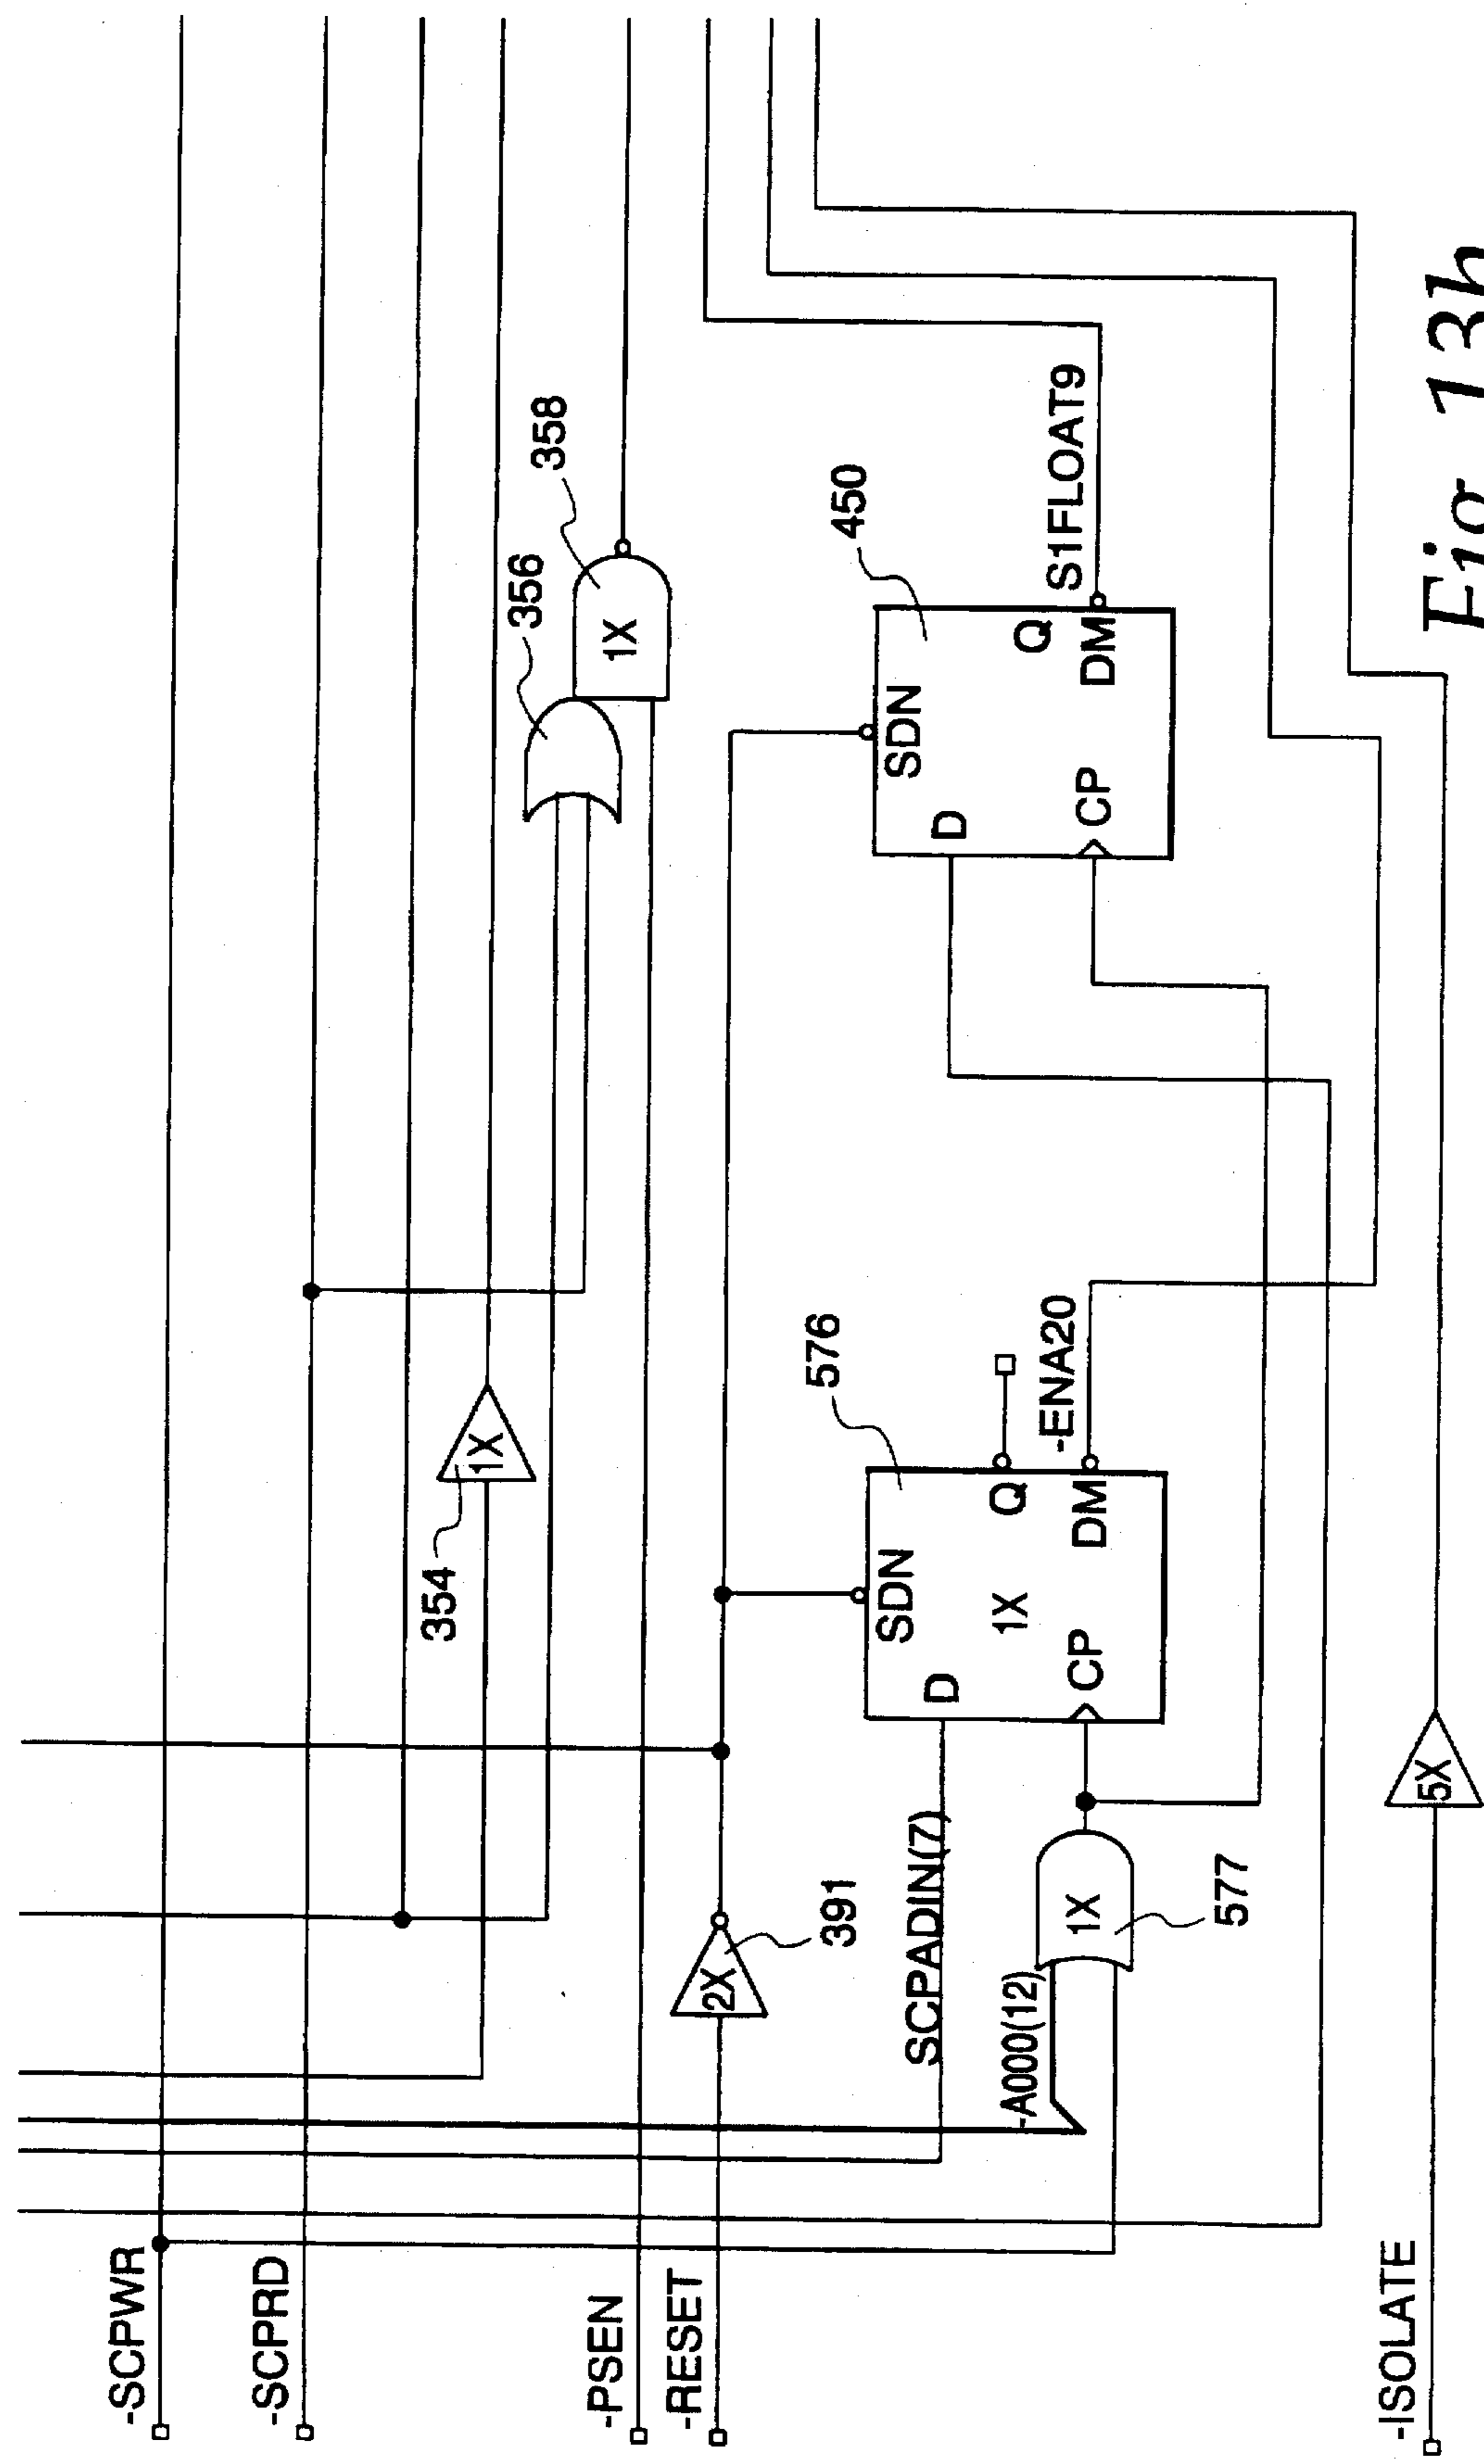 -SCPWR
-SCPRD
-PSEN
-RESET
-ISOLATE
354
1X
356
358
1X
2X
391
SCPADIN(7)
-A000(12)
1X
577
576
SDN
D
Q
1X
CP
DM
-ENA20
450
SDN
D
Q
CP
DM
S1FLOAT9
5X